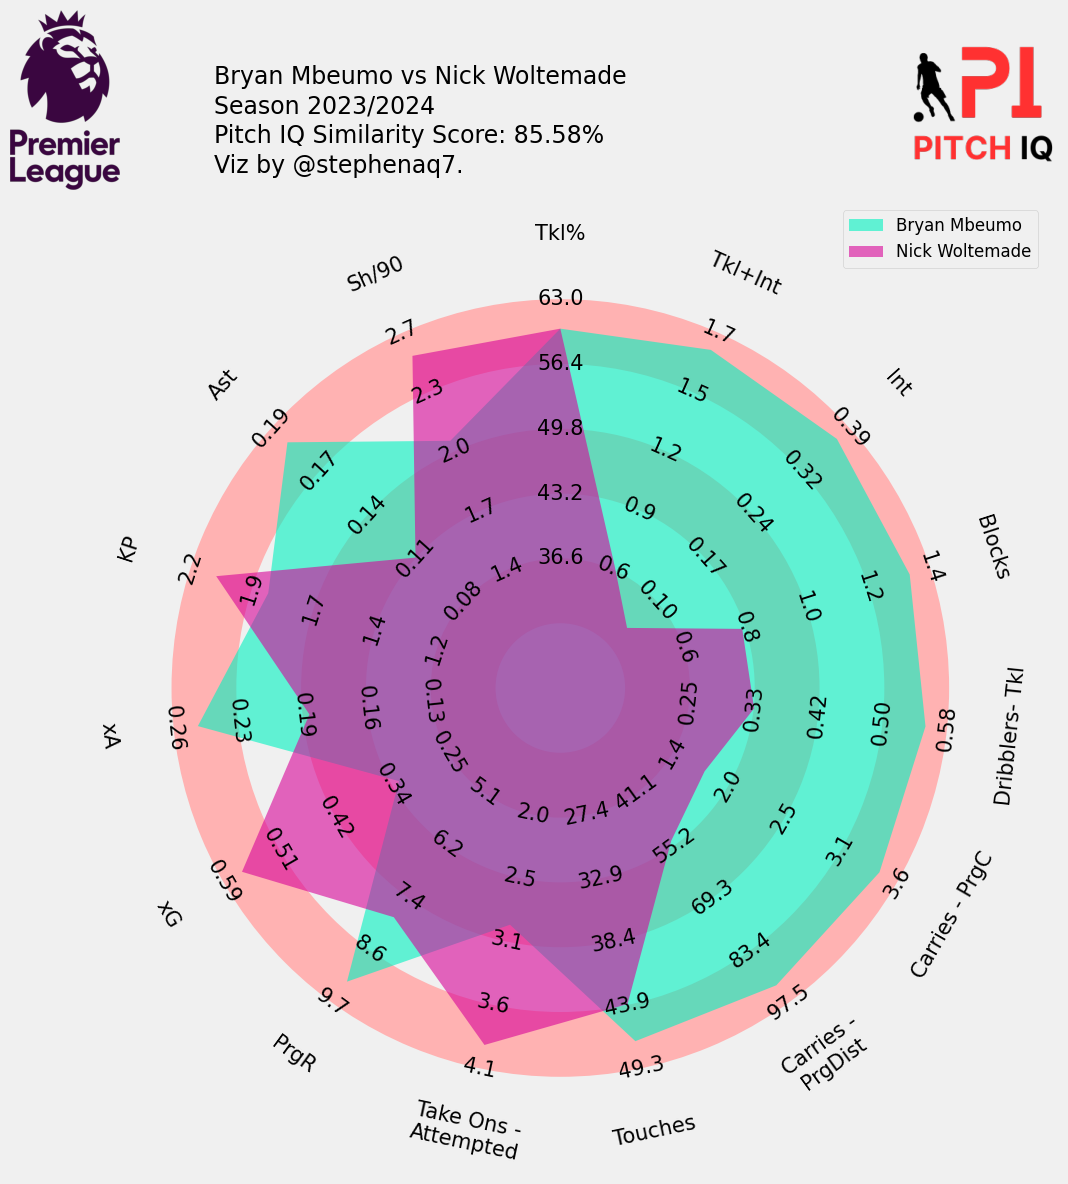 Premier
League
Bryan Mbeumo vs Nick Woltemade
Season 2023/2024
Pitch IQ Similarity Score: 85.58%
Viz by @stephenaq7.
PI
PITCH IQ
Bryan Mbeumo
Nick Woltemade
Tkl%
63.0
56.4
49.8
43.2
36.6
Tkl+Int
1.7
1.5
1.2
0.9
0.6
Int
0.39
0.32
0.24
0.17
0.10
Blocks
1.4
1.2
1.0
0.8
0.6
Dribblers- Tkl
0.58
0.50
0.42
0.33
0.25
Carries - PrgC
3.6
3.1
2.5
2.0
1.4
Carries -
PrgDist
97.5
83.4
69.3
55.2
41.1
Touches
49.3
43.9
38.4
32.9
27.4
Take Ons -
Attempted
4.1
3.6
3.1
2.5
2.0
PrgR
9.7
8.6
7.4
6.2
5.1
xG
0.59
0.51
0.42
0.34
0.25
xA
0.26
0.23
0.19
0.16
0.13
KP
2.2
1.9
1.7
1.4
1.2
Ast
0.19
0.17
0.14
0.11
0.08
Sh/90
2.7
2.3
2.0
1.7
1.4